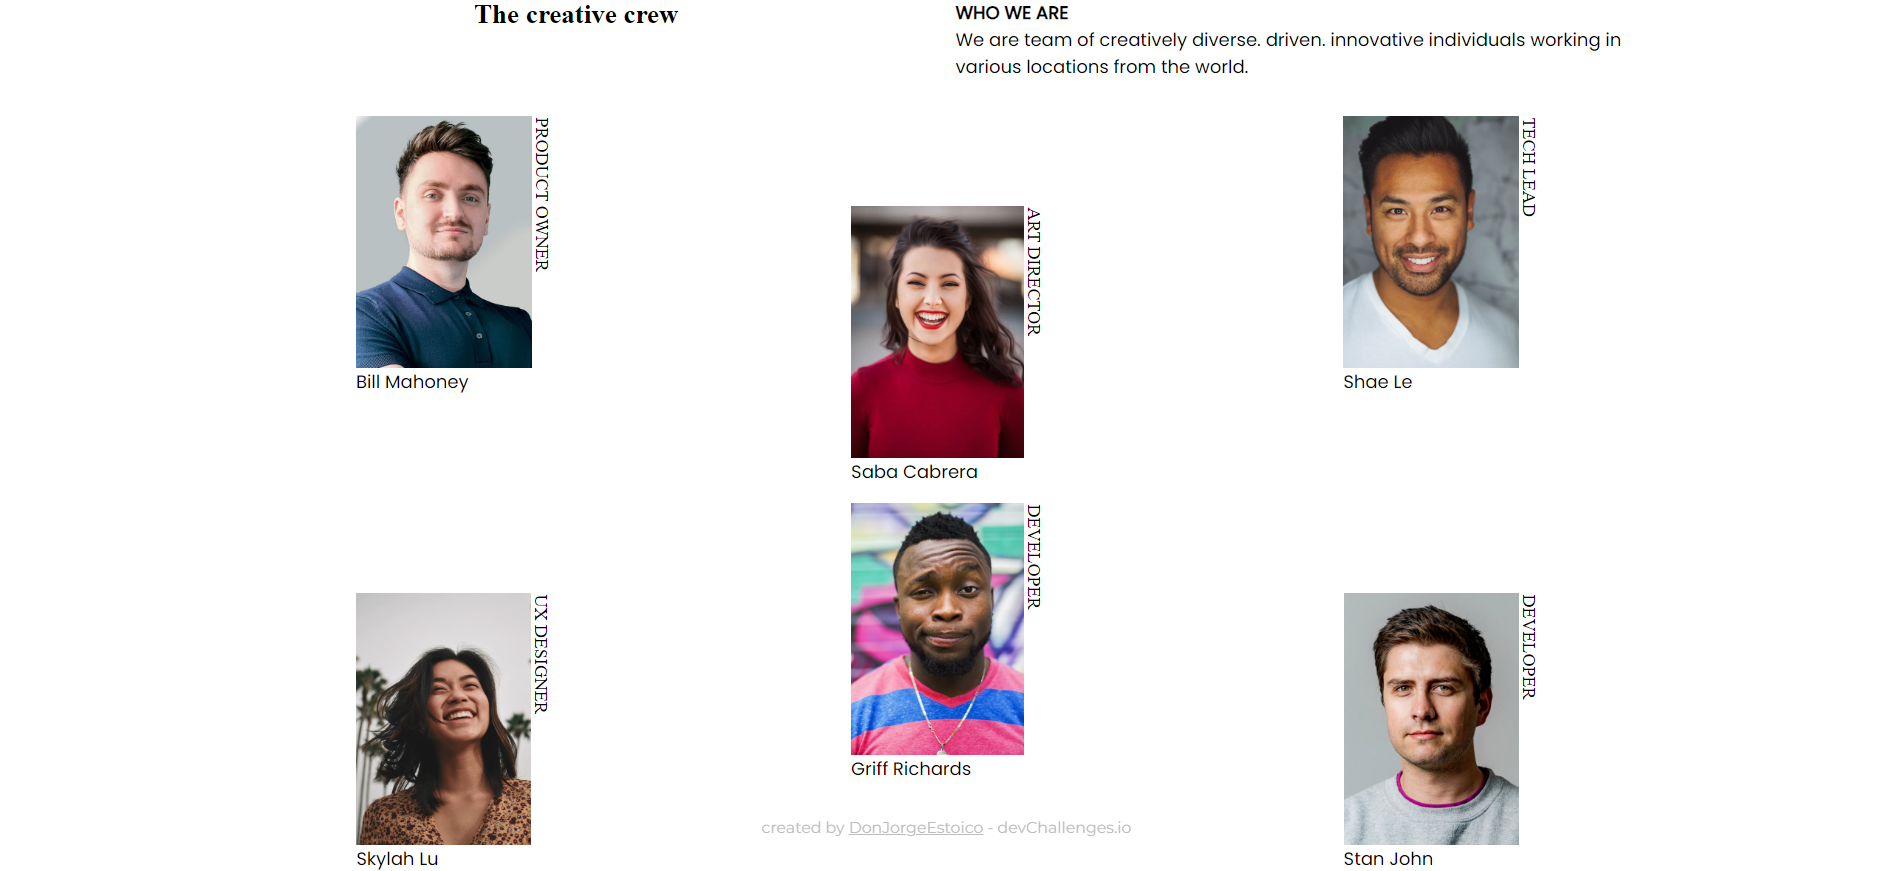 The creative crew
WHO WE ARE
We are team of creatively diverse. driven. innovative individuals working in
various locations from the world.
PRODUCT OWNER
Bill Mahoney
ART DIRECTOR
Saba Cabrera
TECH LEAD
Shae Le
UX DESIGNER
Skylah Lu
DEVELOPER
Griff Richards
DEVELOPER
Stan John
created by DonJorgeEstoico - devChallenges.io